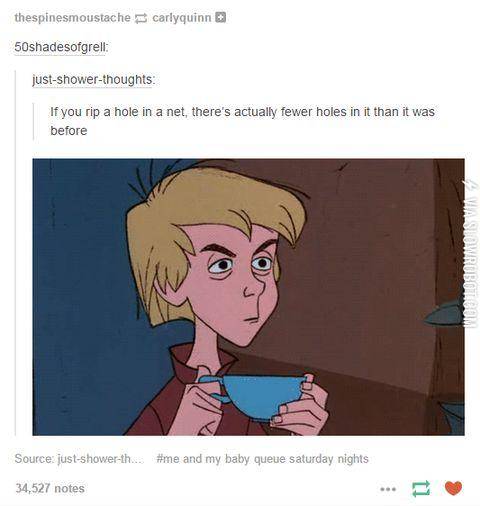 thespinesmoustache carlyquinn
50shadesofgrell:
just-shower-thoughts:
If you rip a hole in a net, there's actually fewer holes in it than it was
before
VIA SHOWROBOT.COM
Source: just-shower-th... #me and my baby queue saturday nights
34,527 notes